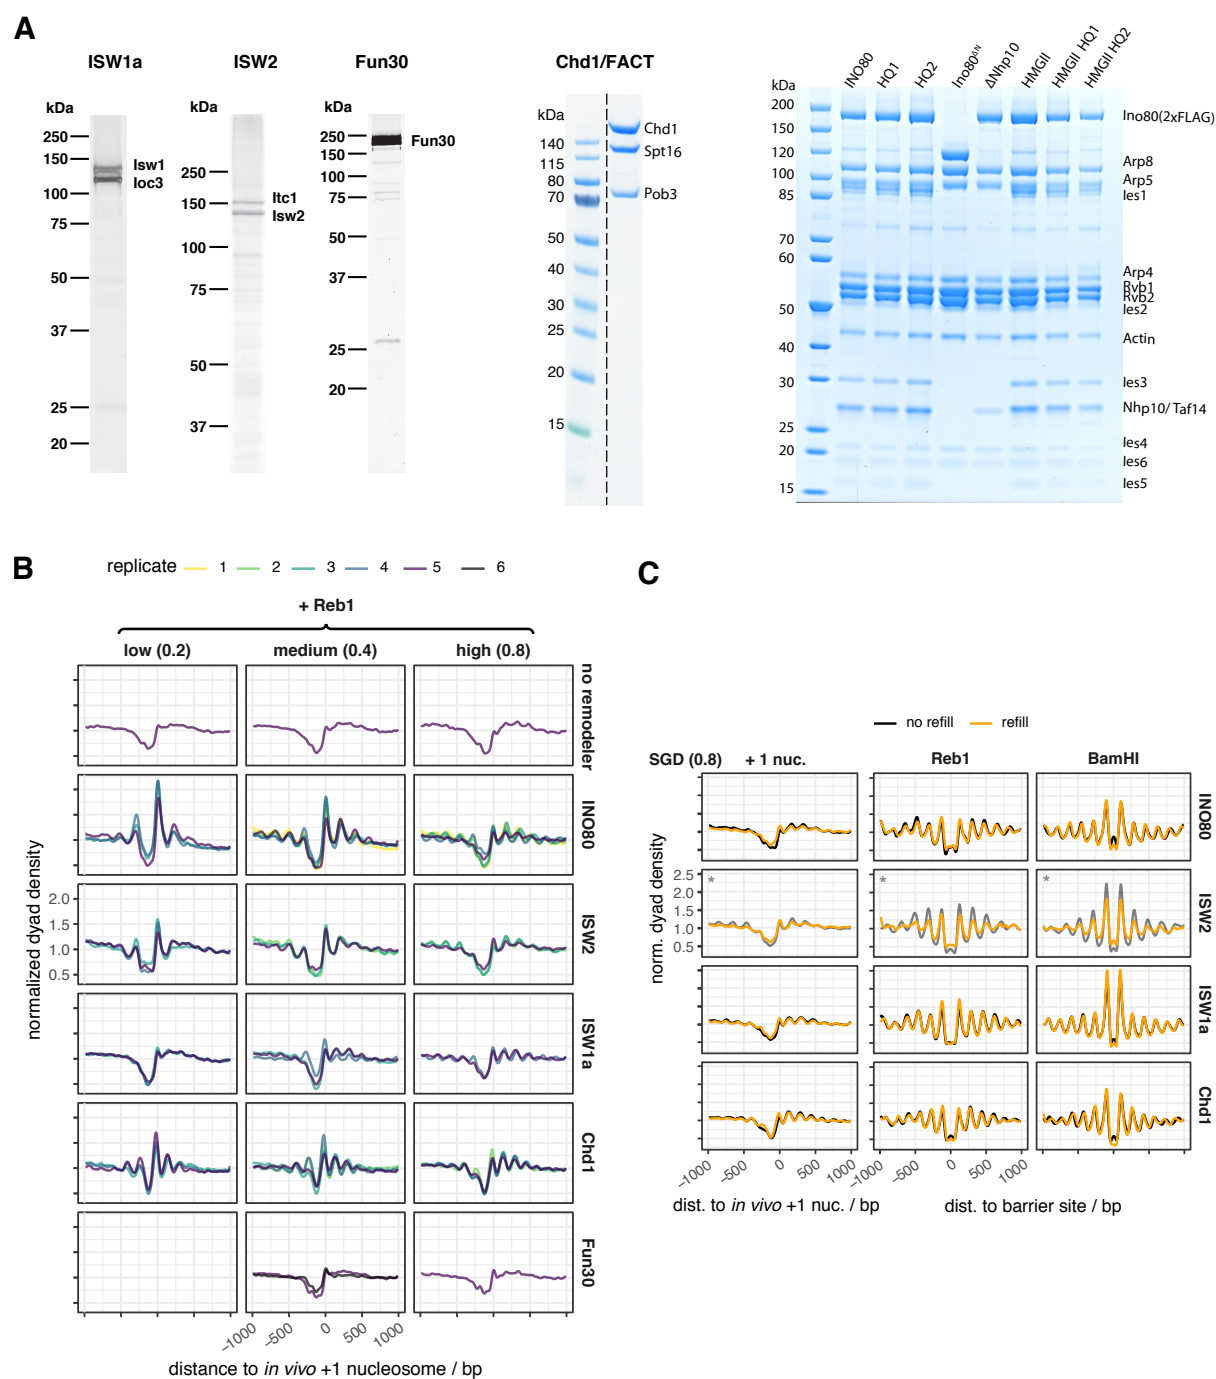 A
ISW1a
ISW2
Fun30
Chd1/FACT
kDa
250
150
100
75
50
37
25
20
Isw1
Ioc3
kDa
250
150
100
75
50
37
Itc1
Isw2
kDa
250
150
100
75
50
37
25
20
Fun30
kDa
140
115
80
70
50
40
30
25
20
15
Chd1
Spt16
Pob3
INO80
HQ1
HQ2
Ino80ΔN
ΔNhp10
HMGII
HMGII HQ1
HMGII HQ2
kDa
200
150
120
100
85
70
60
50
40
30
25
20
15
Ino80(2xFLAG)
Arp8
Arp5
Ies1
Arp4
Rvb1
Rvb2
Ies2
Actin
Ies3
Nhp10/Taf14
Ies4
Ies6
Ies5
B
replicate 1 2 3 4 5 6
+ Reb1
low (0.2) medium (0.4) high (0.8)
no remodeler
INO80
ISW2
ISW1a
Chd1
Fun30
normalized dyad density
2.0
1.5
1.0
0.5
−1000 −500 0 500 1000
distance to in vivo +1 nucleosome / bp
C
no refill refill
SGD (0.8) + 1 nuc. Reb1 BamHI
INO80
ISW2
ISW1a
Chd1
norm. dyad density
2.5
2.0
1.5
1.0
0.5
* * *
−1000 −500 0 500 1000
−1000 −500 0 500 1000
dist. to in vivo +1 nuc. / bp
dist. to barrier site / bp